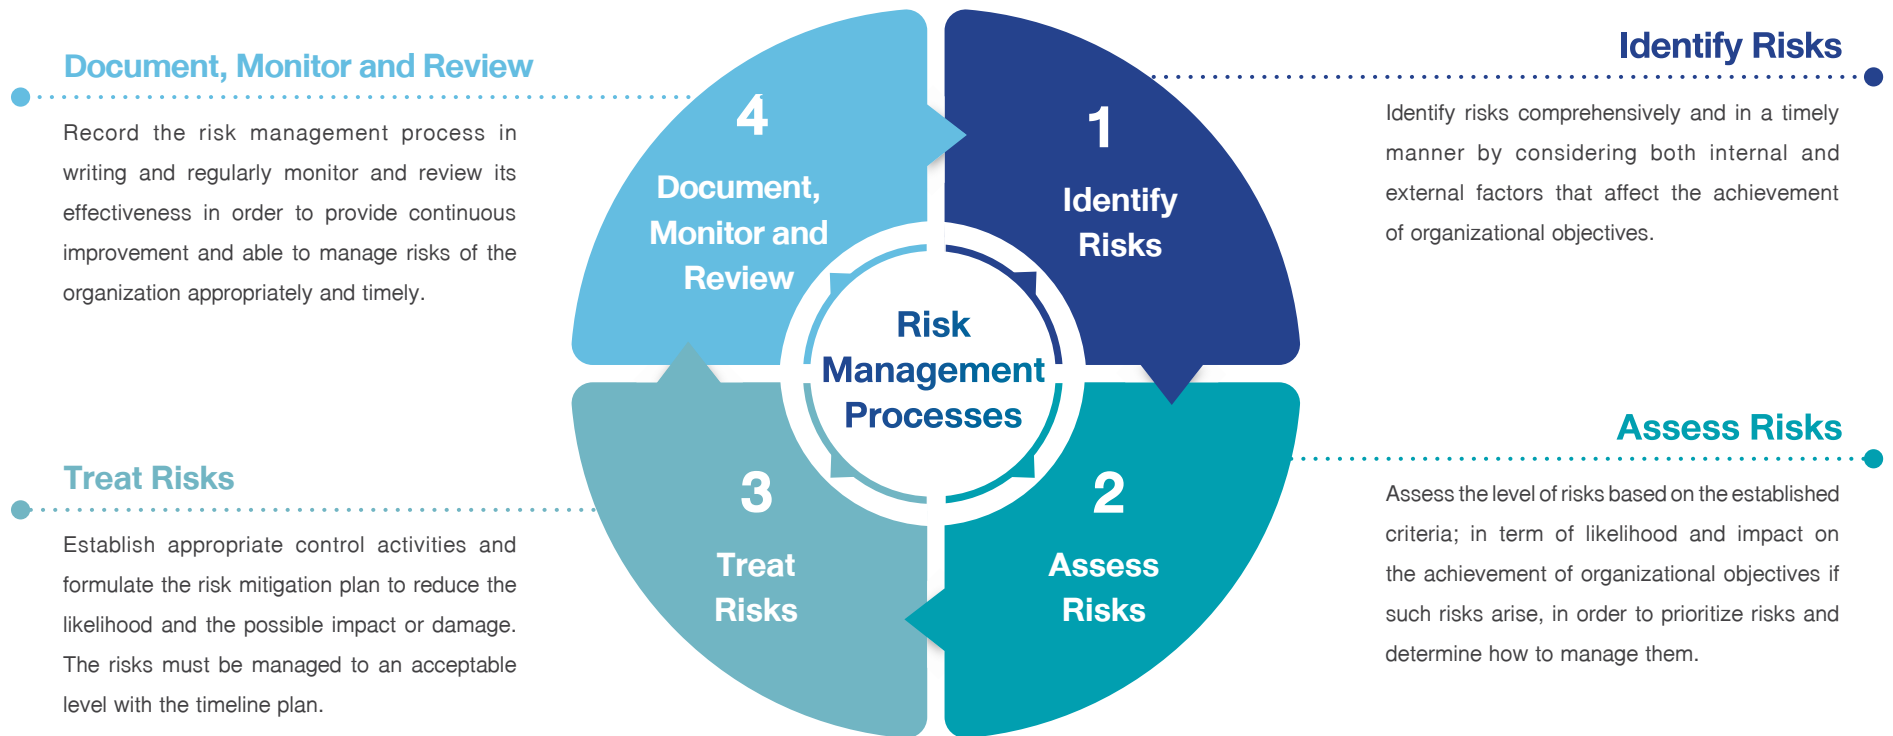 Document, Monitor and Review
Record the risk management process in
writing and regularly monitor and review its
effectiveness in order to provide continuous
improvement and able to manage risks of the
organization appropriately and timely.
Treat Risks
Establish appropriate control activities and
formulate the risk mitigation plan to reduce the
likelihood and the possible impact or damage.
The risks must be managed to an acceptable
level with the timeline plan.
4
Document,
Monitor and
Review
1
Identify
Risks
Risk
Management
Processes
3
Treat
Risks
2
Assess
Risks
Identify Risks
Identify risks comprehensively and in a timely
manner by considering both internal and
external factors that affect the achievement
of organizational objectives.
Assess Risks
Assess the level of risks based on the established
criteria; in term of likelihood and impact on
the achievement of organizational objectives if
such risks arise, in order to prioritize risks and
determine how to manage them.